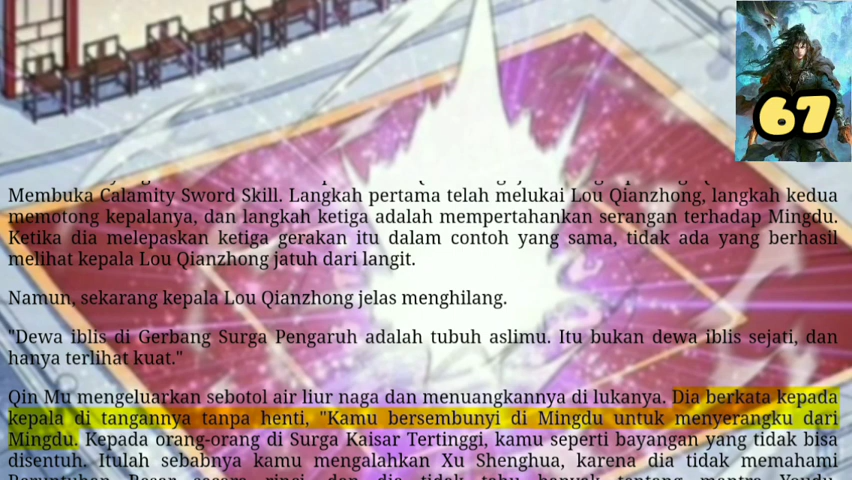 67
Membuka Calamity Sword Skill. Langkah pertama telah melukai Lou Qianzhong, langkah kedua
memotong kepalanya, dan langkah ketiga adalah mempertahankan serangan terhadap Mingdu.
Ketika dia melepaskan ketiga gerakan itu dalam contoh yang sama, tidak ada yang berhasil
melihat kepala Lou Qianzhong jatuh dari langit.
Namun, sekarang kepala Lou Qianzhong jelas menghilang.
"Dewa iblis di Gerbang Surga Pengaruh adalah tubuh aslimu. Itu bukan dewa iblis sejati, dan
hanya terlihat kuat."
Qin Mu mengeluarkan sebotol air liur naga dan menuangkannya di lukanya. Dia berkata kepada
kepala di tangannya tanpa henti, "Kamu bersembunyi di Mingdu untuk menyerangku dari
Mingdu. Kepada orang-orang di Surga Kaisar Tertinggi, kamu seperti bayangan yang tidak bisa
disentuh. Itulah sebabnya kamu mengalahkan Xu Shenghua, karena dia tidak memahami